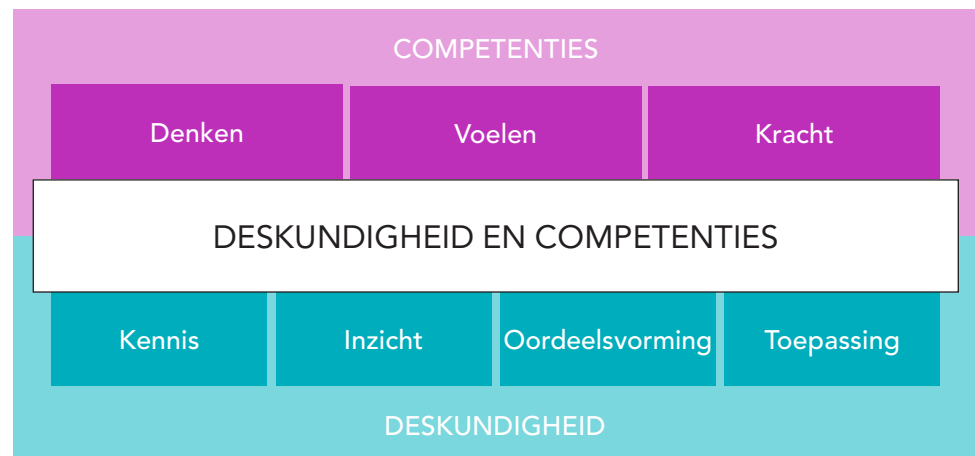 COMPETENTIES
Denken
Voelen
Kracht
DESKUNDIGHEID EN COMPETENTIES
Kennis
Inzicht
Oordeelsvorming
Toepassing
DESKUNDIGHEID